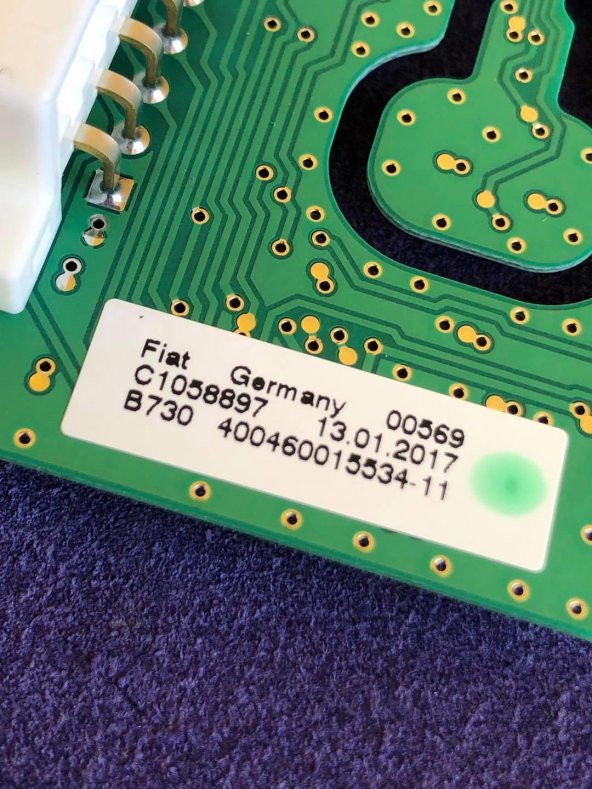 Fiat Germany 00569
C1058897 13.01.2017
B730 400460015534-11